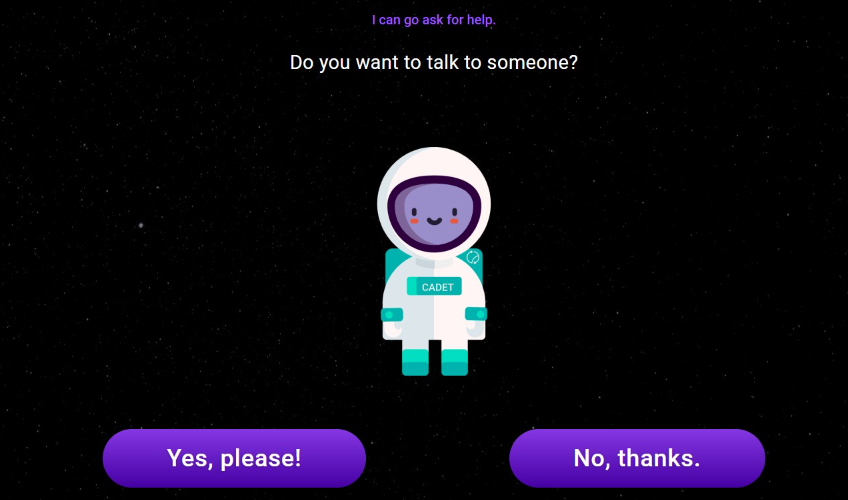 I can go ask for help.
Do you want to talk to someone?
CADET
Yes, please!
No, thanks.